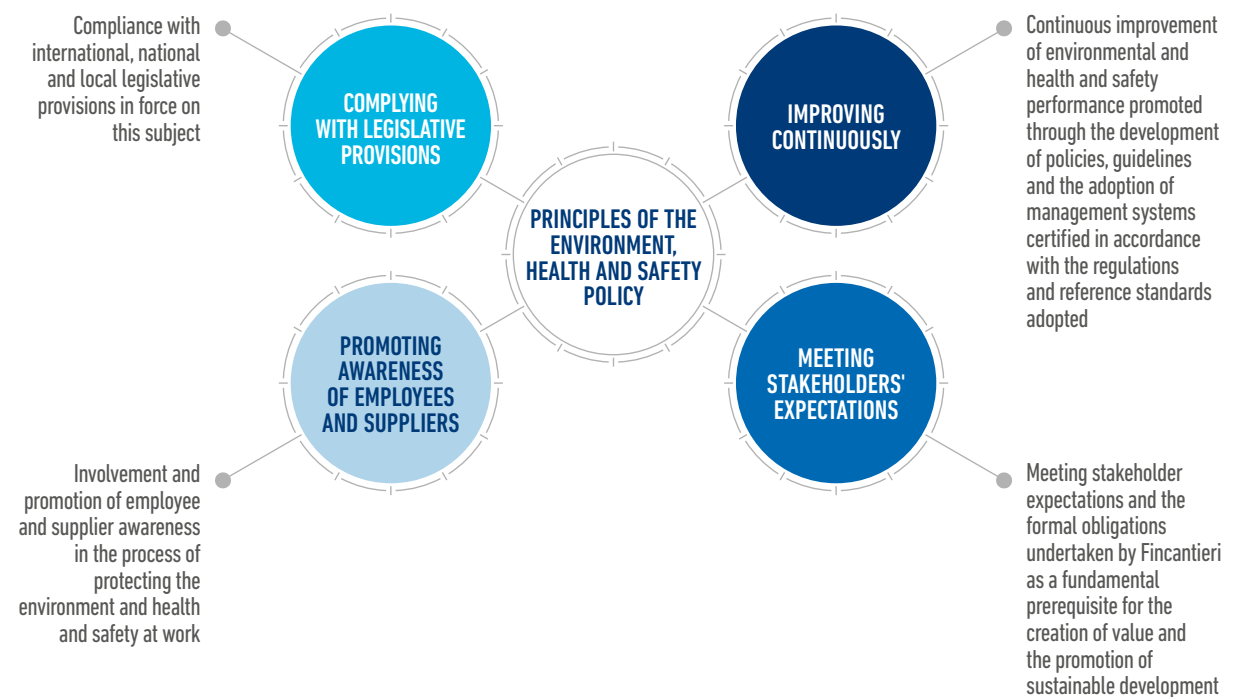 Compliance with
international, national
and local legislative
provisions in force on
this subject
COMPLYING
WITH LEGISLATIVE
PROVISIONS
IMPROVING
CONTINUOUSLY
Continuous improvement
of environmental and
health and safety
performance promoted
through the development
of policies, guidelines
and the adoption of
management systems
certified in accordance
with the regulations
and reference standards
adopted
PRINCIPLES OF THE
ENVIRONMENT,
HEALTH AND SAFETY
POLICY
PROMOTING
AWARENESS
OF EMPLOYEES
AND SUPPLIERS
MEETING
STAKEHOLDERS'
EXPECTATIONS
Involvement and
promotion of employee
and supplier awareness
in the process of
protecting the
environment and health
and safety at work
Meeting stakeholder
expectations and the
formal obligations
undertaken by Fincantieri
as a fundamental
prerequisite for the
creation of value and
the promotion of
sustainable development